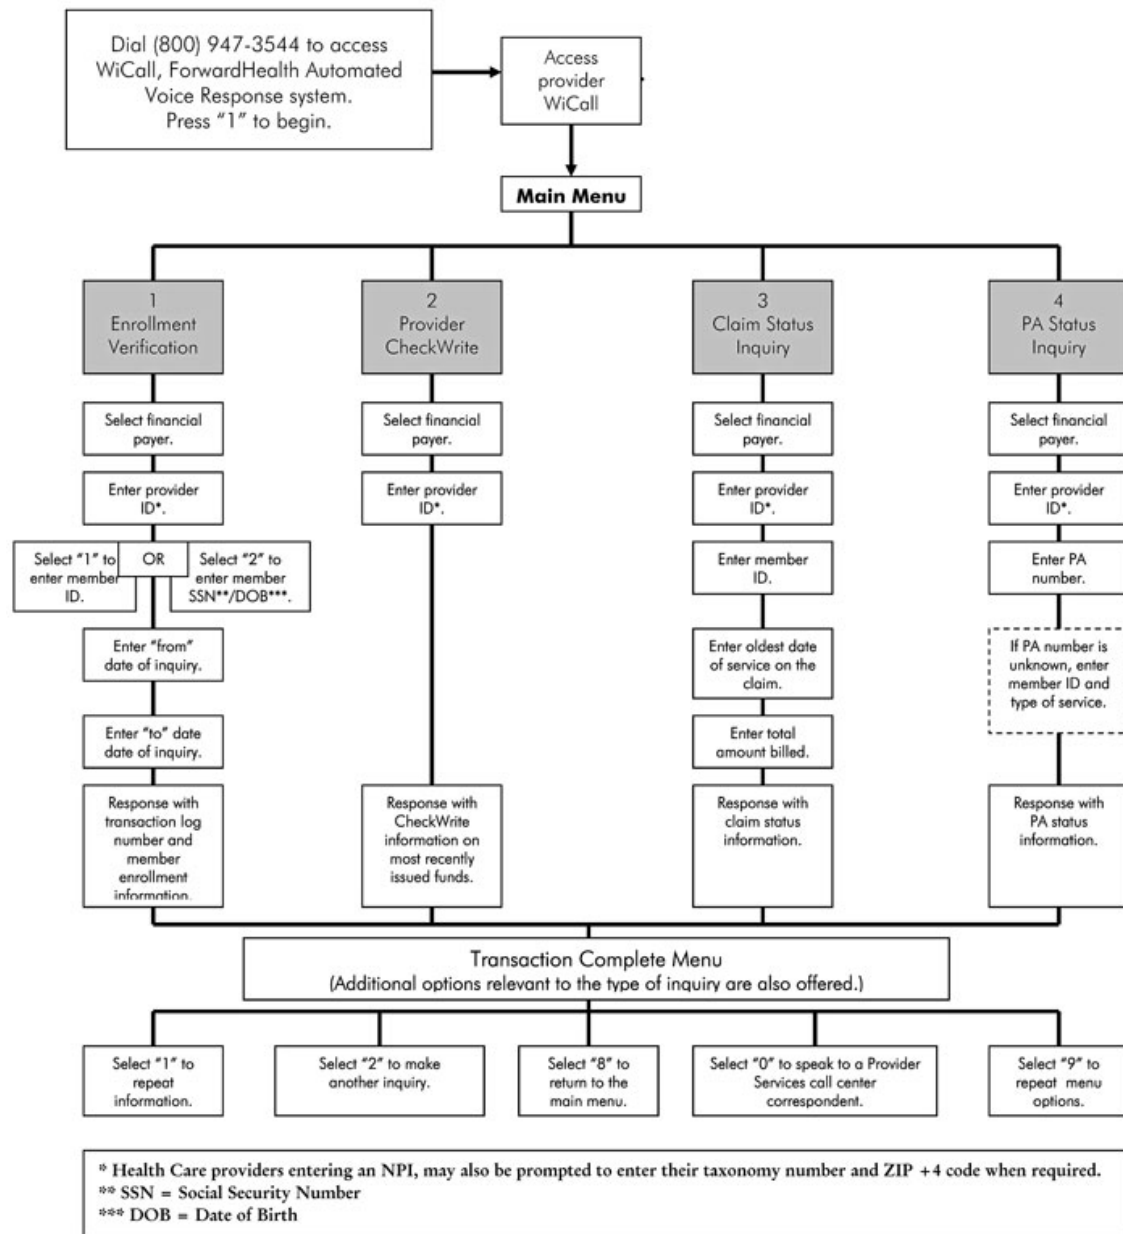 Dial (800) 947-3544 to access
WiCall, ForwardHealth Automated
Voice Response system.
Press “1” to begin.
Access
provider
WiCall
Main Menu
1
Enrollment
Verification
2
Provider
CheckWrite
3
Claim Status
Inquiry
4
PA Status
Inquiry
Select financial
payer.
Select financial
payer.
Select financial
payer.
Select financial
payer.
Enter provider
ID*.
Enter provider
ID*.
Enter provider
ID*.
Enter provider
ID*.
Select “1” to
enter member
ID.
OR
Select “2” to
enter member
SSN**/DOB***.
Enter member
ID.
Enter PA
number.
Enter “from”
date of inquiry.
Enter oldest date
of service on the
claim.
If PA number is
unknown, enter
member ID and
type of service.
Enter “to” date
date of inquiry.
Enter total
amount billed.
Response with
transaction log
number and
member
enrollment
information.
Response with
CheckWrite
information on
most recently
issued funds.
Response with
claim status
information.
Response with
PA status
information.
Transaction Complete Menu
(Additional options relevant to the type of inquiry are also offered.)
Select “1” to
repeat
information.
Select “2” to make
another inquiry.
Select “8” to
return to the
main menu.
Select “0” to speak to a Provider
Services call center
correspondent.
Select “9” to
repeat menu
options.
* Health Care providers entering an NPI, may also be prompted to enter their taxonomy number and ZIP +4 code when required.
** SSN = Social Security Number
*** DOB = Date of Birth